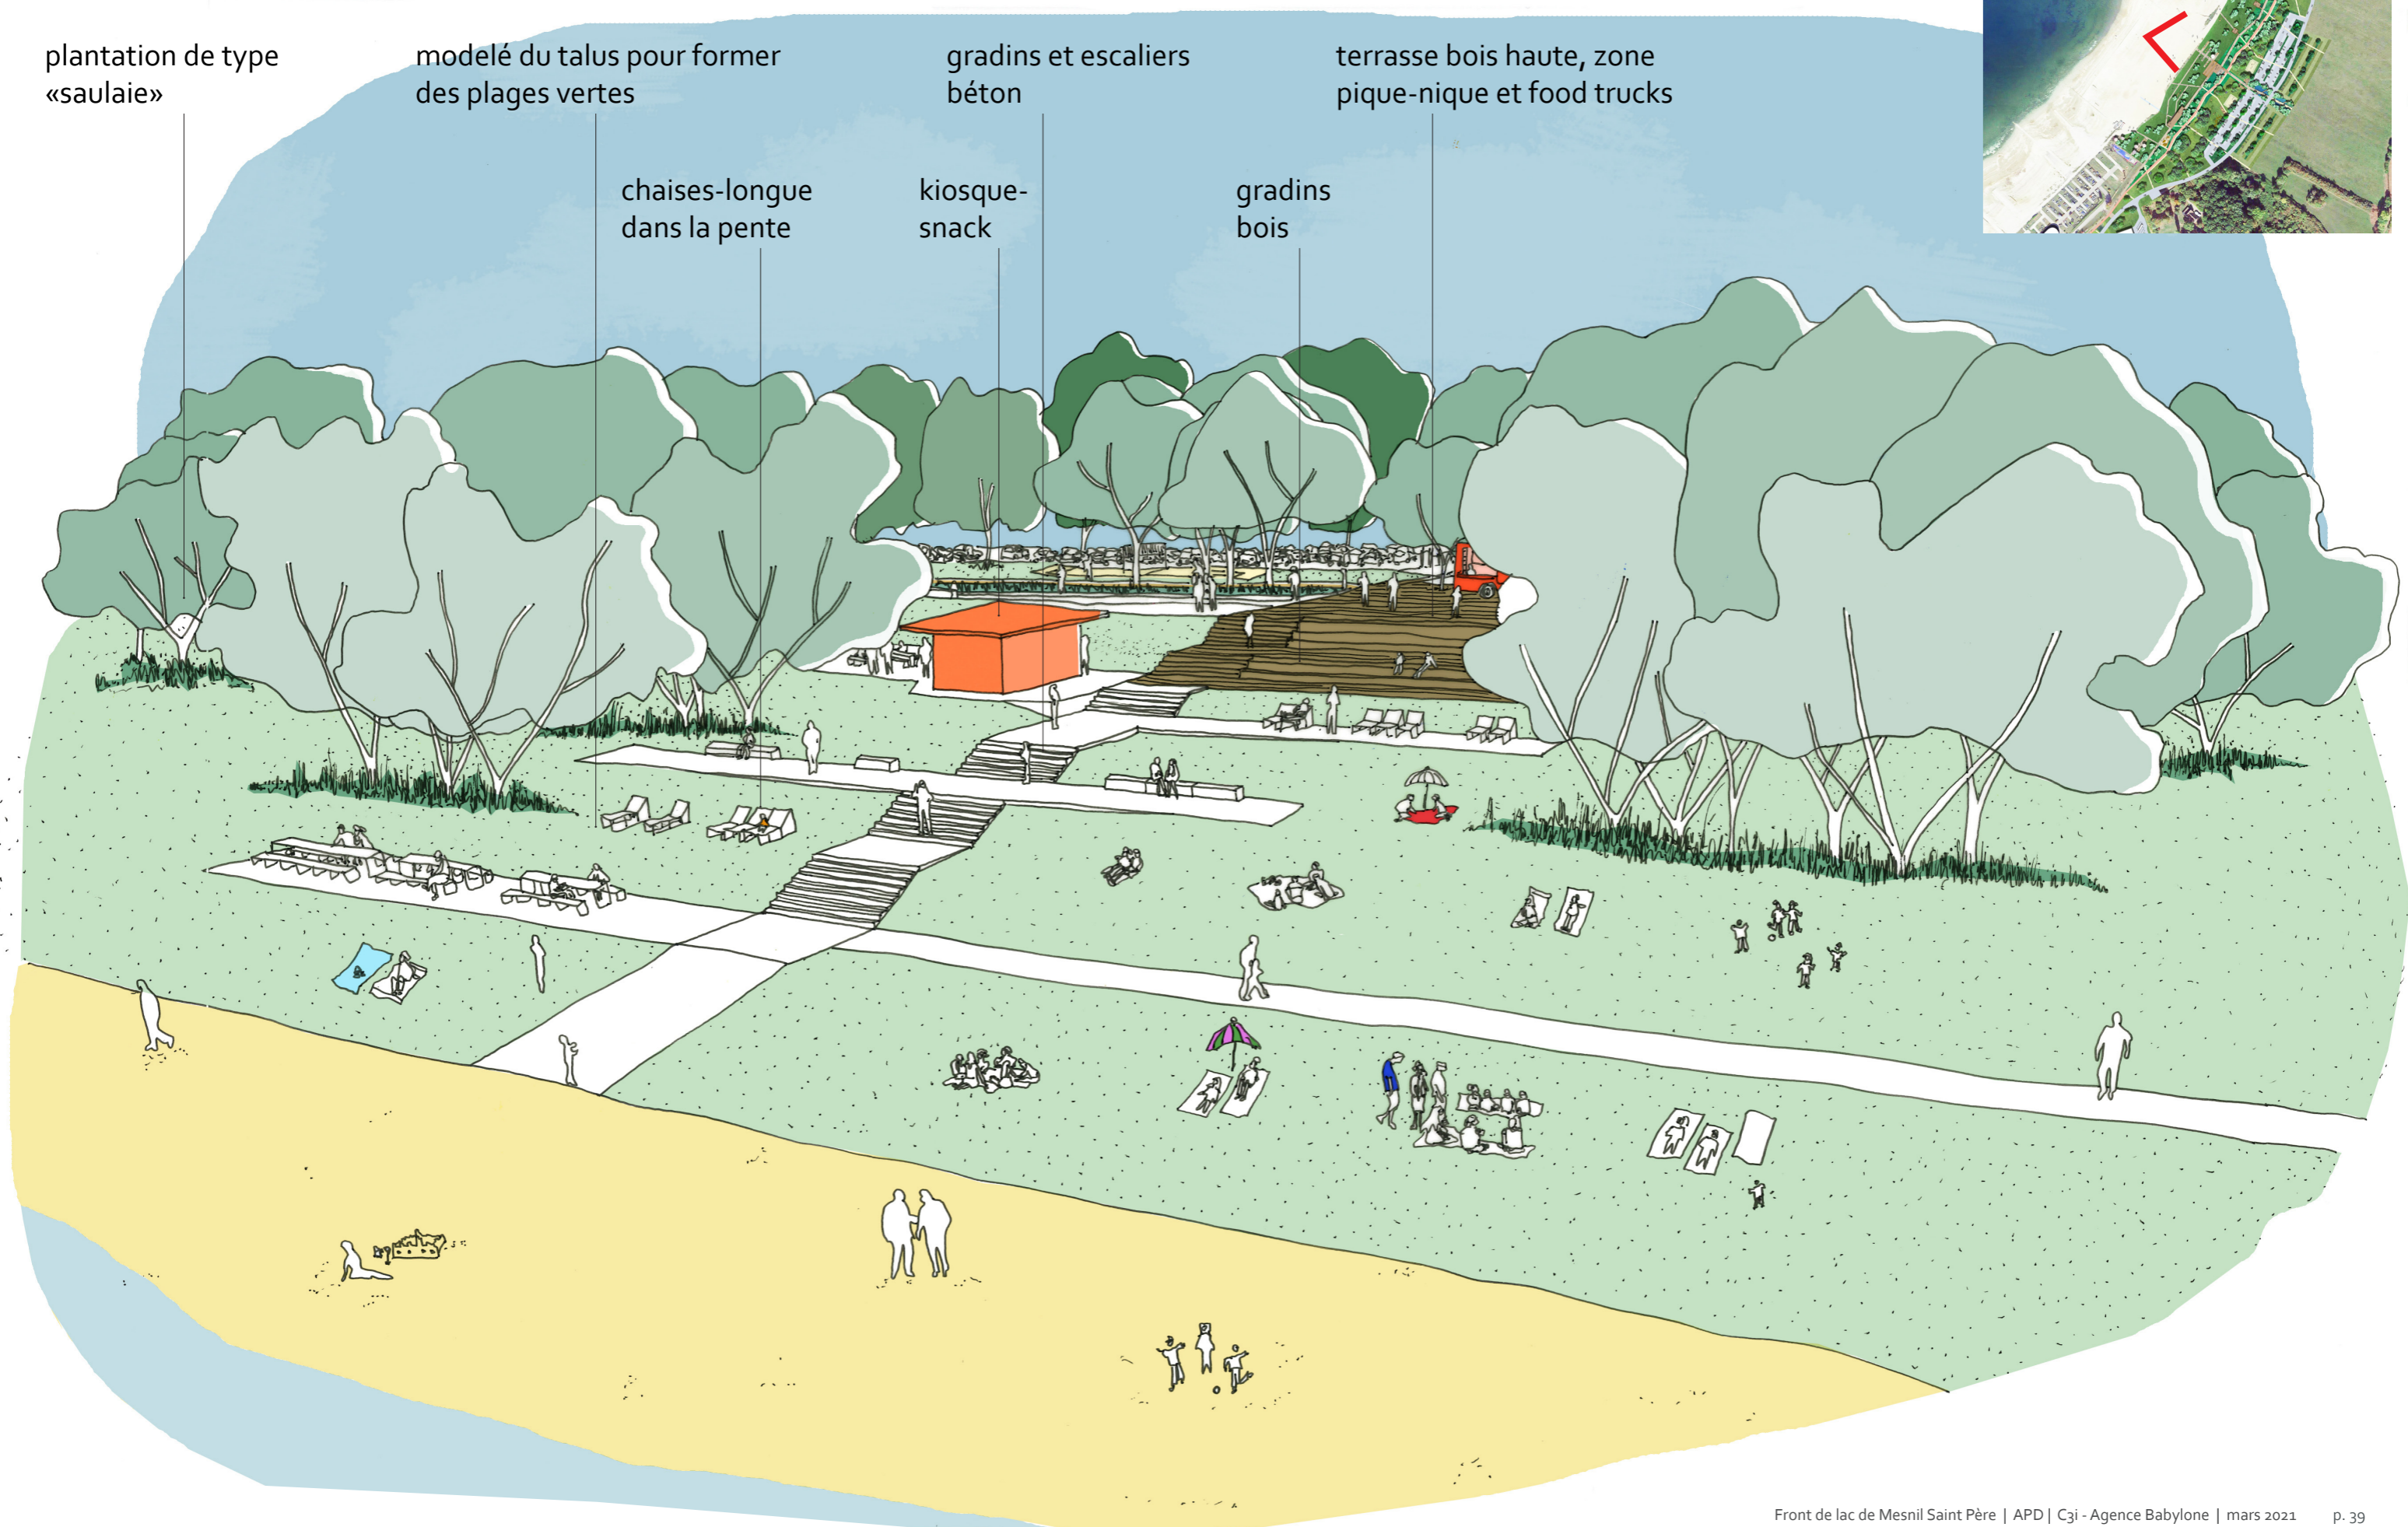 plantation de type
«saulaie»
modelé du talus pour former
des plages vertes
gradins et escaliers
béton
terrasse bois haute, zone
pique-nique et food trucks
chaises-longue
dans la pente
kiosque-
snack
gradins
bois
Front de lac de Mesnil Saint Père | APD | C3i - Agence Babylone | mars 2021 p. 39